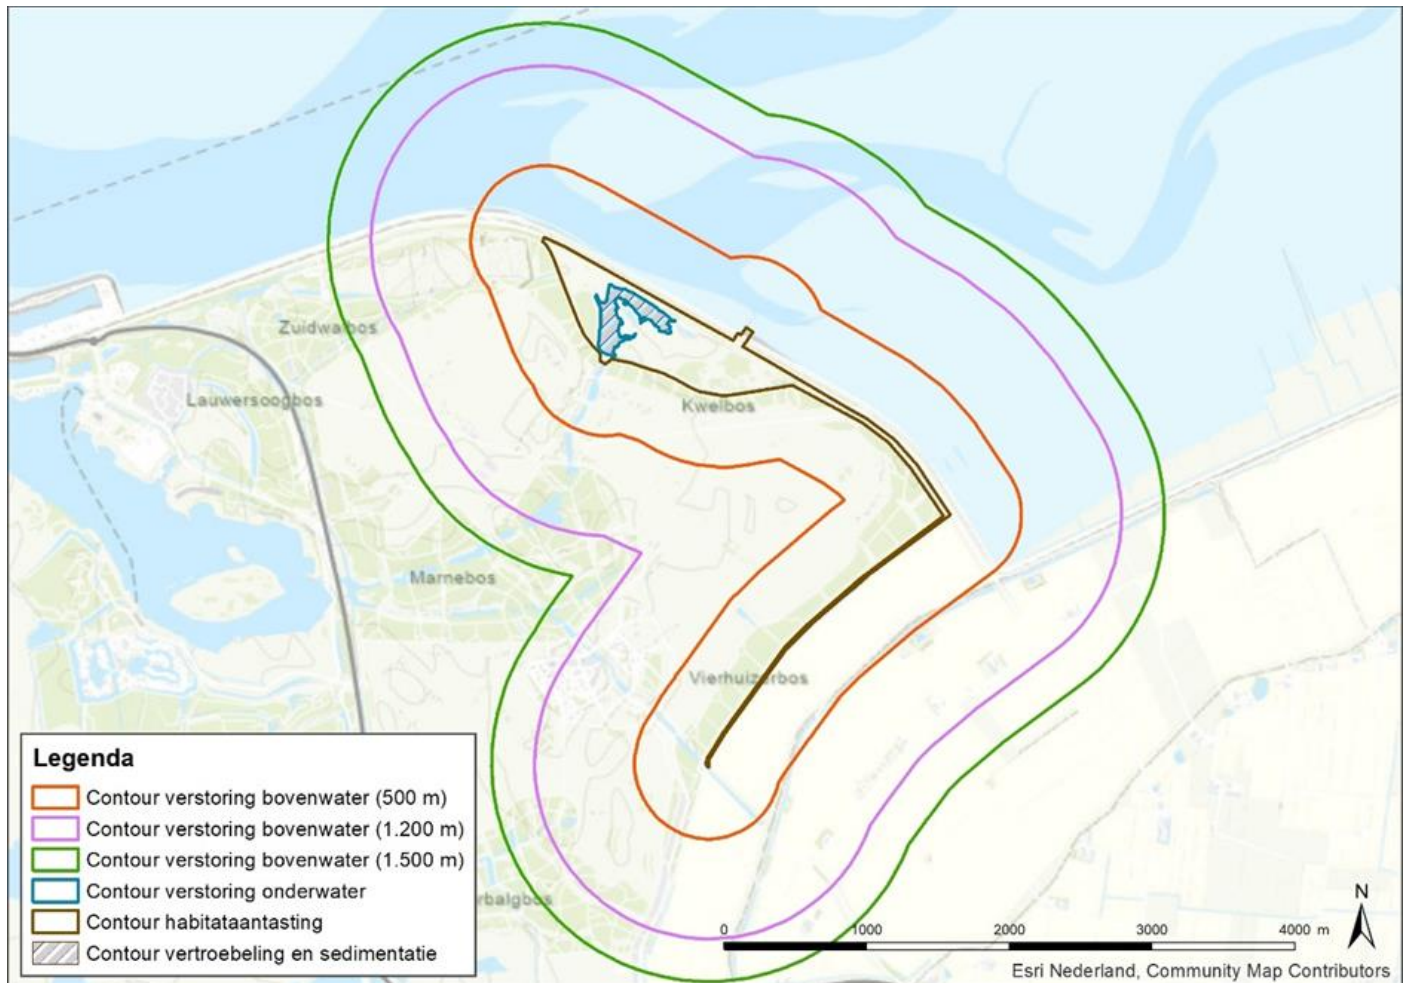 Zuidwalbos
Lauwersoogbos
Kwelbos
Marnebos
Vierhuizerbos
rbalgbos
Legenda
Contour verstoring bovenwater (500 m)
Contour verstoring bovenwater (1.200 m)
Contour verstoring bovenwater (1.500 m)
Contour verstoring onderwater
Contour habitataantasting
Contour vertroebeling en sedimentatie
N
0 1000 2000 3000 4000 m
Esri Nederland, Community Map Contributors